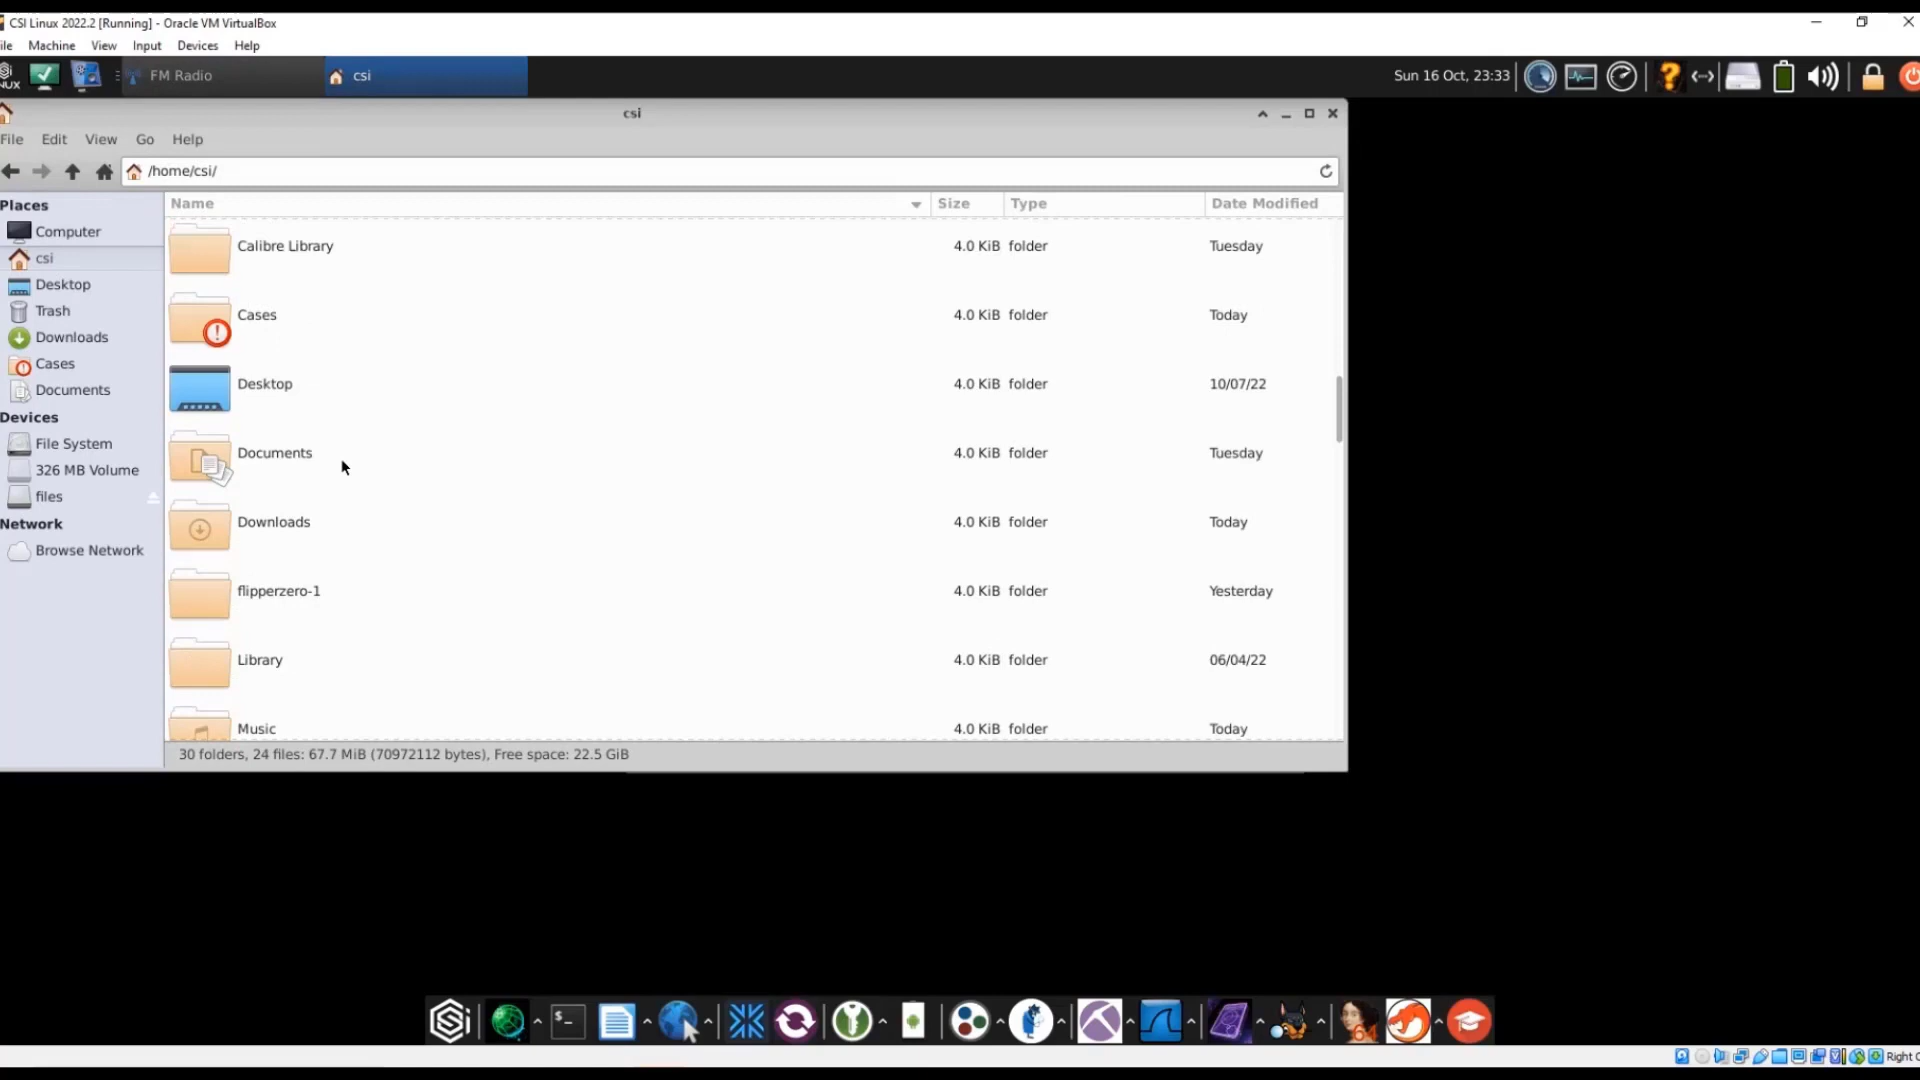 CSI Linux 2022.2 [Running] - Oracle VM VirtualBox
ile Machine View Input Devices Help
NUX FM Radio csi Sun 16 Oct, 23:33
csi
File Edit View Go Help
/home/csi/
Places
Computer
csi
Desktop
Trash
Downloads
Cases
Documents
Devices
File System
326 MB Volume
files
Network
Browse Network
Name Size Type Date Modified
Calibre Library 4.0 KiB folder Tuesday
Cases 4.0 KiB folder Today
Desktop 4.0 KiB folder 10/07/22
Documents 4.0 KiB folder Tuesday
Downloads 4.0 KiB folder Today
flipperzero-1 4.0 KiB folder Yesterday
Library 4.0 KiB folder 06/04/22
Music 4.0 KiB folder Today
30 folders, 24 files: 67.7 MiB (70972112 bytes), Free space: 22.5 GiB
$_
Right C